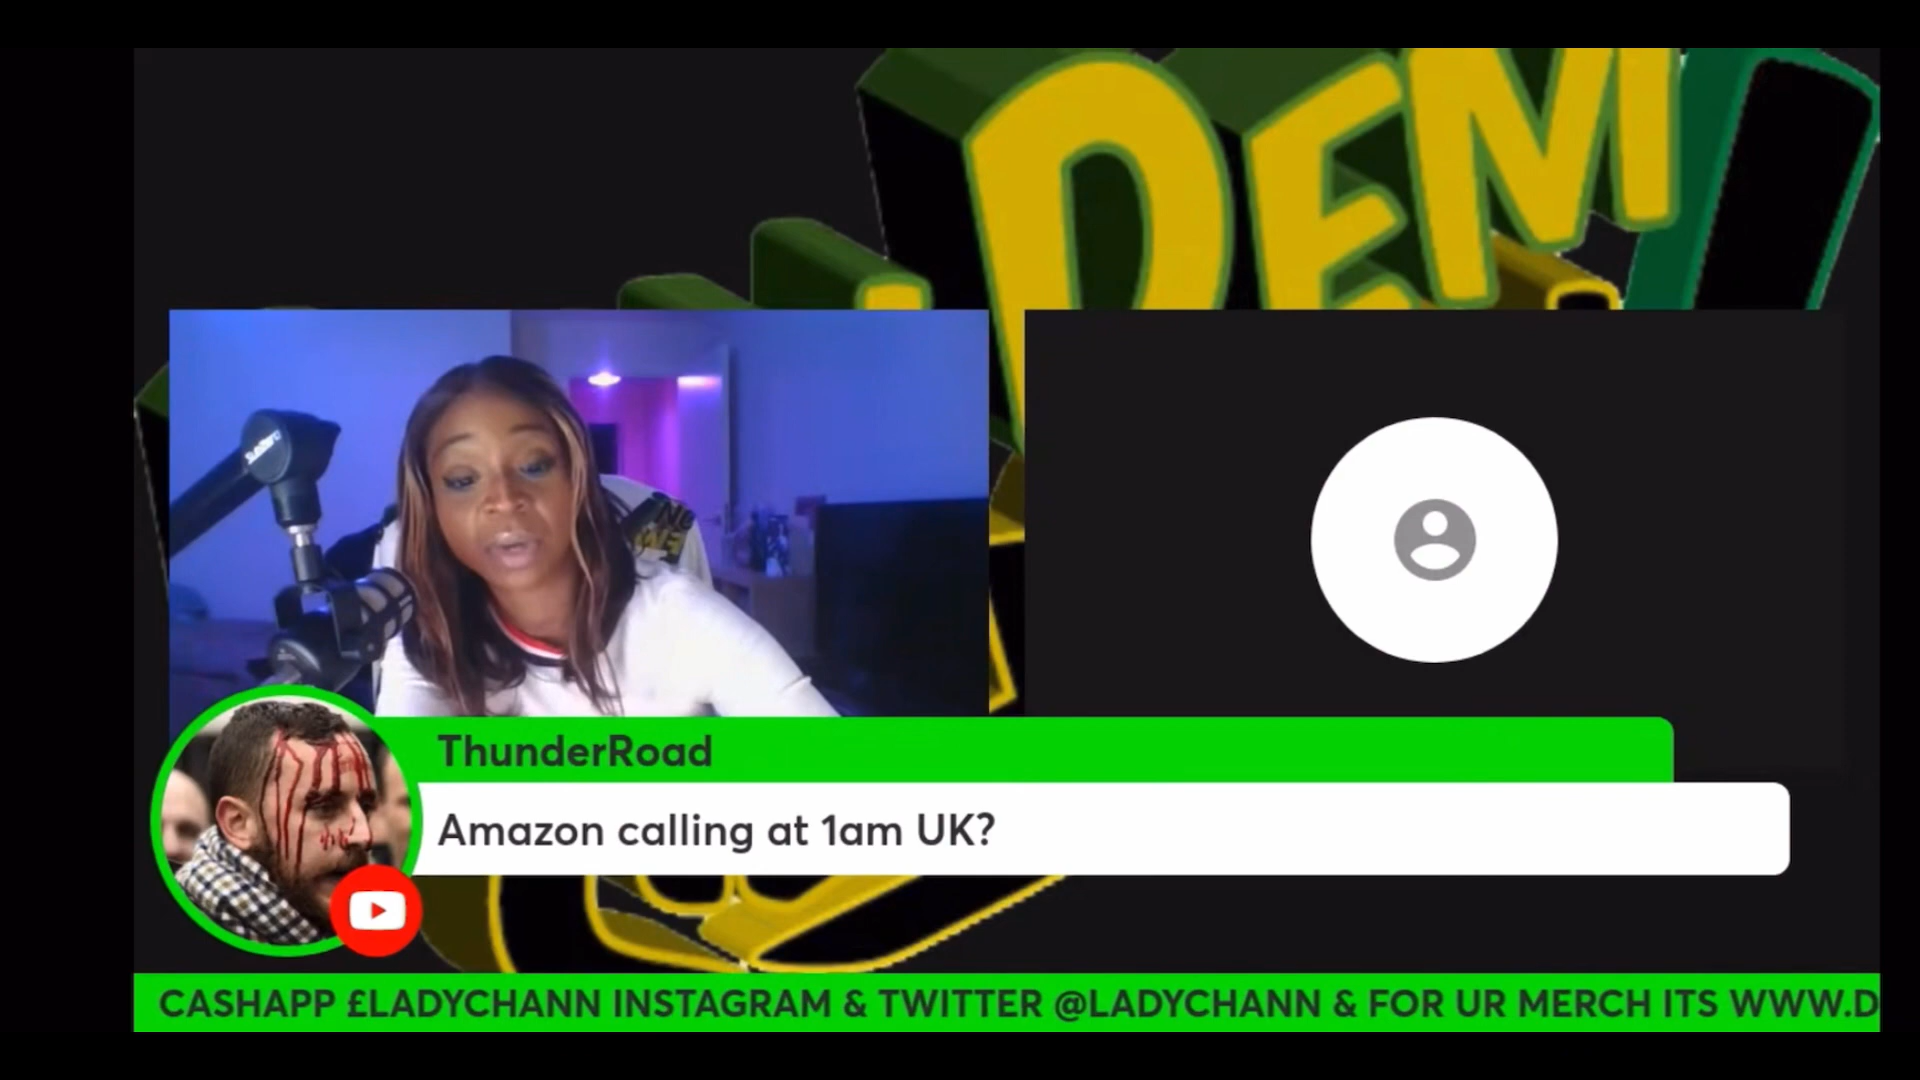 DEM
ThunderRoad
Amazon calling at 1am UK?
CASHAPP £LADYCHANN INSTAGRAM & TWITTER @LADYCHANN & FOR UR MERCH ITS WWW.D